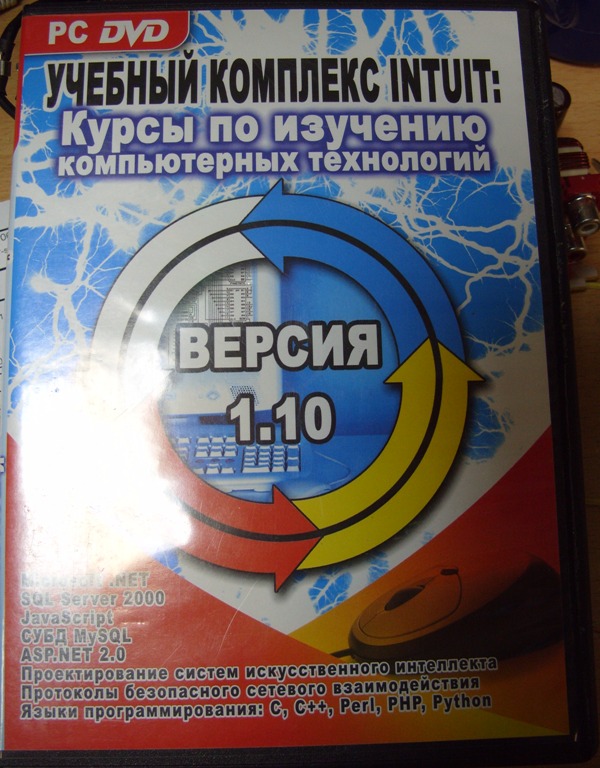 PC DVD
УЧЕБНЫЙ КОМПЛЕКС INTUIT:
Курсы по изучению
компьютерных технологий
ВЕРСИЯ
1.10
Microsoft .NET
SQL Server 2000
JavaScript
СУБД MySQL
ASP.NET 2.0
Проектирование систем искусственного интеллекта
Протоколы безопасного сетевого взаимодействия
Языки программирования: C, C++, Perl, PHP, Python